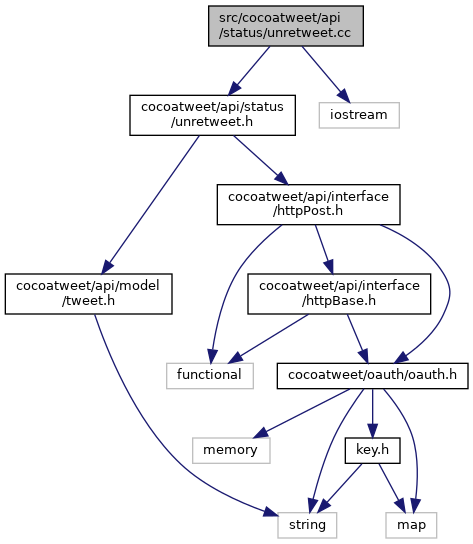 src/cocoatweet/api
/status/unretweet.cc
cocoatweet/api/status
/unretweet.h
iostream
cocoatweet/api/interface
/httpPost.h
cocoatweet/api/model
/tweet.h
cocoatweet/api/interface
/httpBase.h
functional
cocoatweet/oauth/oauth.h
memory
key.h
string
map